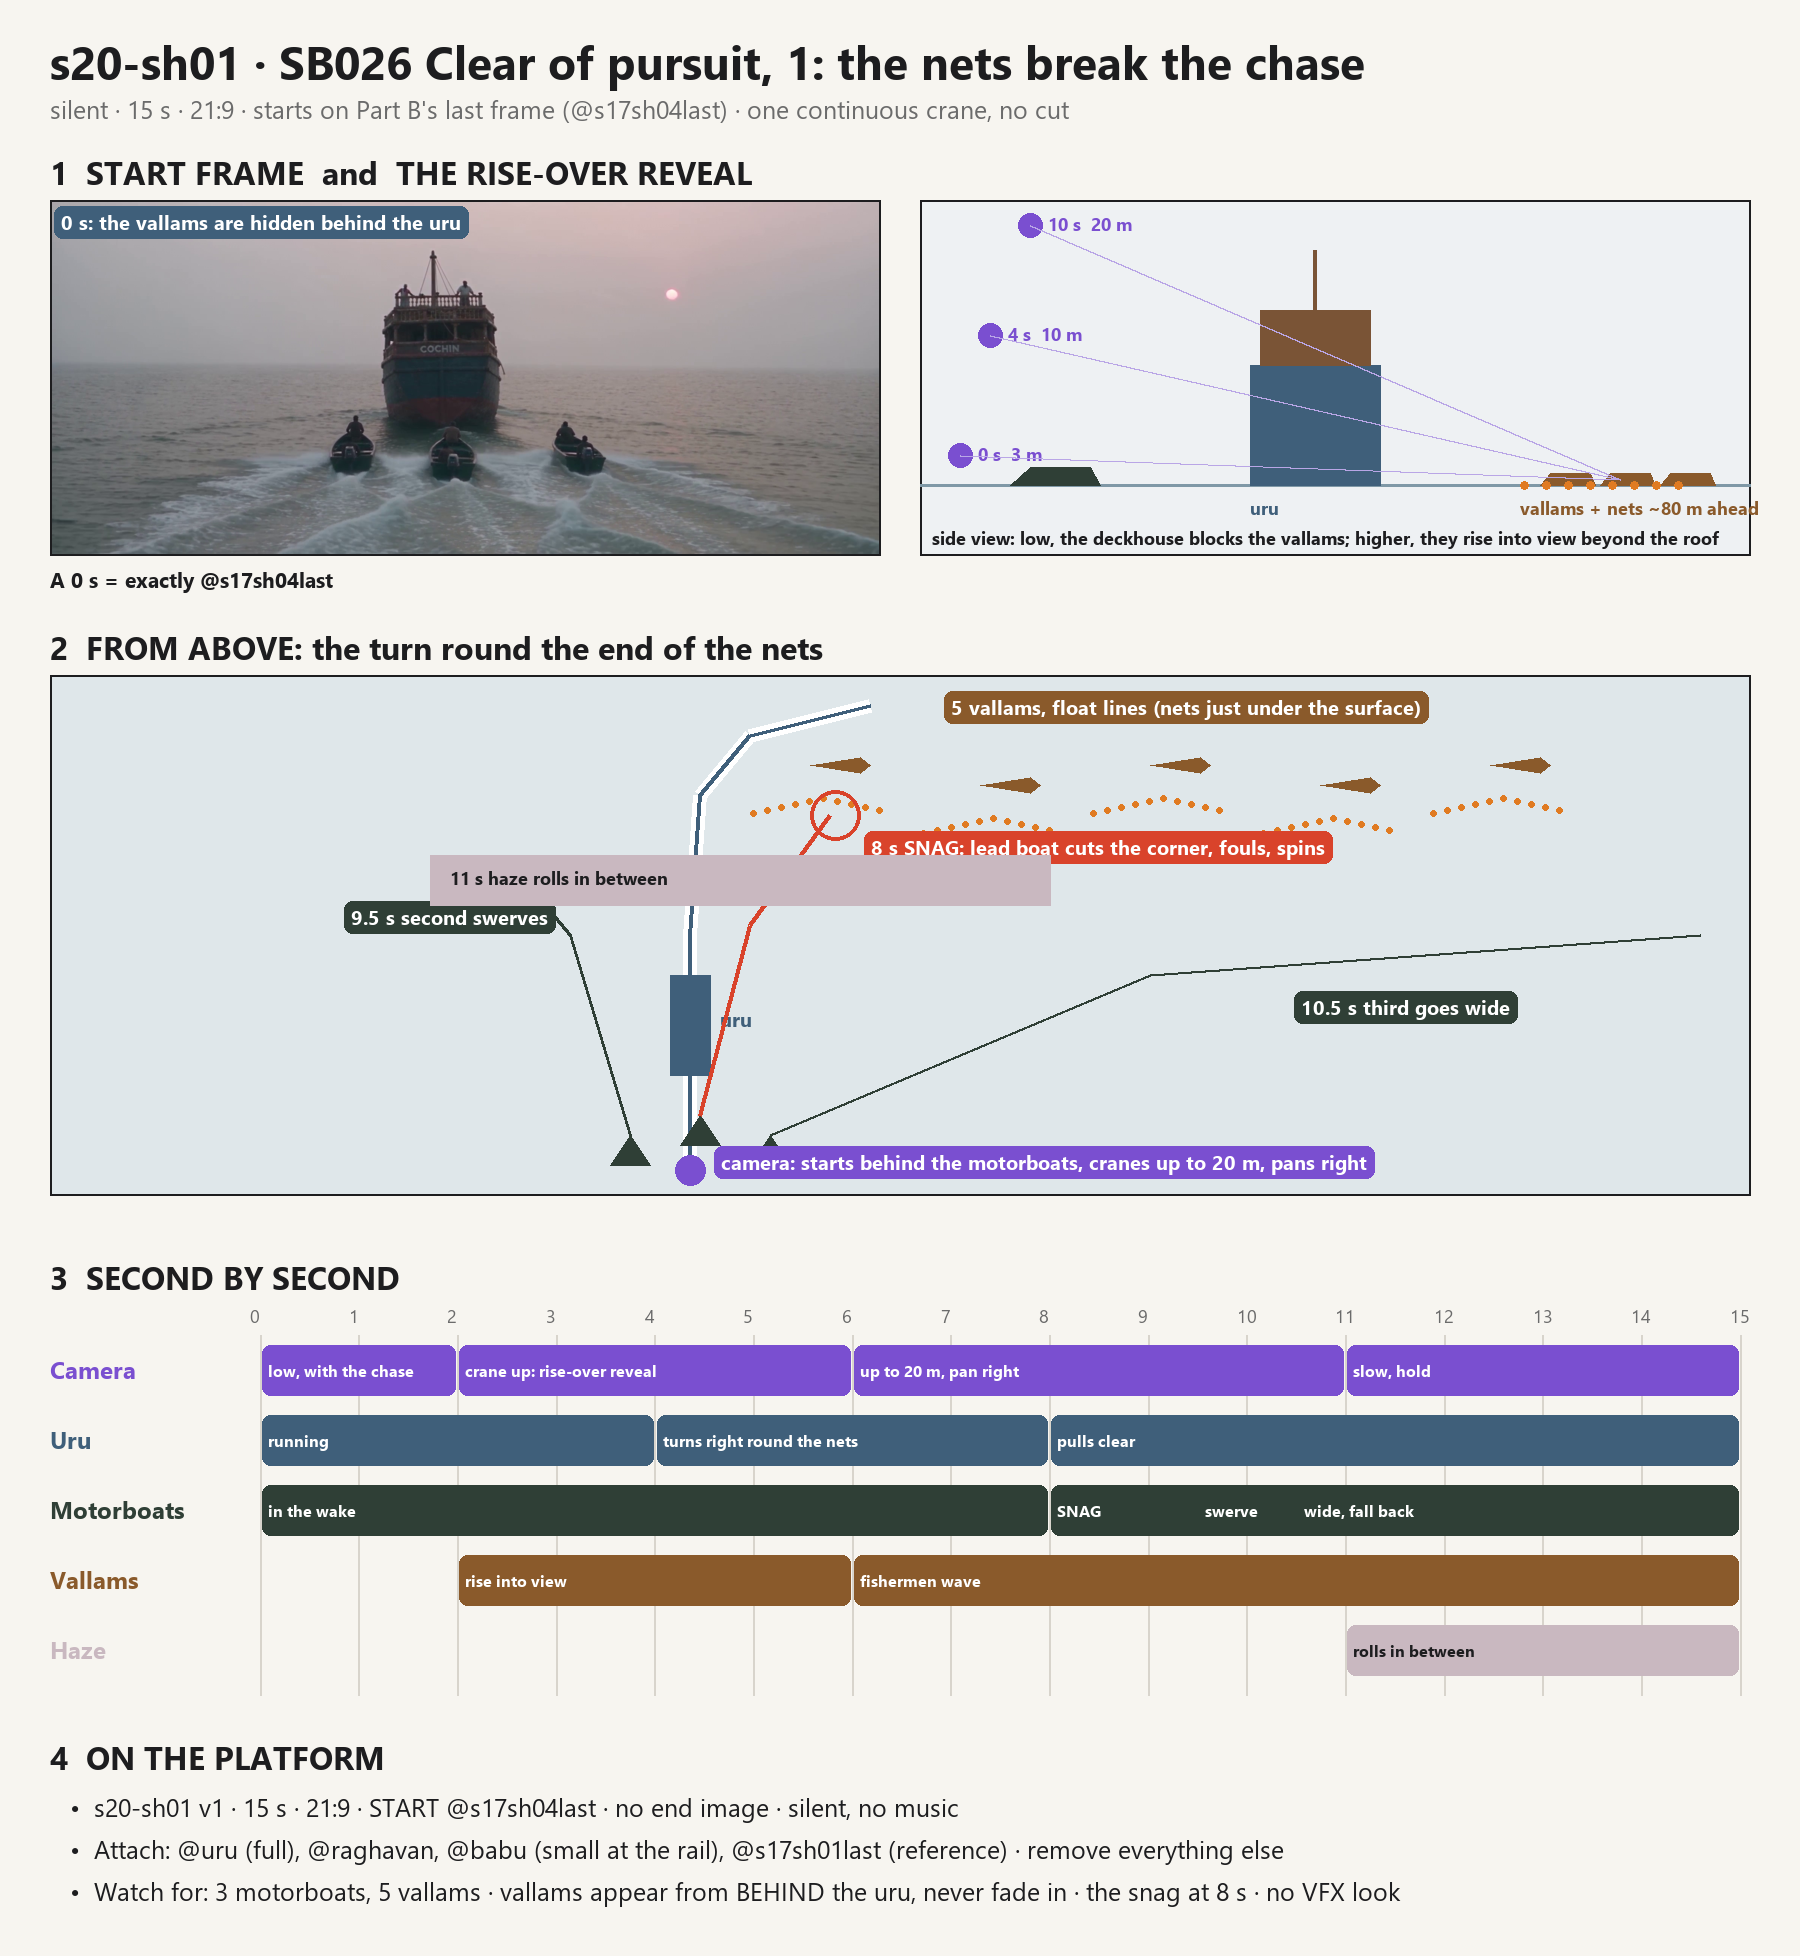 s20-sh01 · SB026 Clear of pursuit, 1: the nets break the chase
silent · 15 s · 21:9 · starts on Part B's last frame (@s17sh04last) · one continuous crane, no cut
1 START FRAME and THE RISE-OVER REVEAL
0 s: the vallams are hidden behind the uru
COCHIN
A 0 s = exactly @s17sh04last
10 s 20 m
4 s 10 m
0 s 3 m
uru
vallams + nets ~80 m ahead
side view: low, the deckhouse blocks the vallams; higher, they rise into view beyond the roof
2 FROM ABOVE: the turn round the end of the nets
5 vallams, float lines (nets just under the surface)
8 s SNAG: lead boat cuts the corner, fouls, spins
11 s haze rolls in between
9.5 s second swerves
10.5 s third goes wide
uru
camera: starts behind the motorboats, cranes up to 20 m, pans right
3 SECOND BY SECOND
0 1 2 3 4 5 6 7 8 9 10 11 12 13 14 15
Camera low, with the chase crane up: rise-over reveal up to 20 m, pan right slow, hold
Uru running turns right round the nets pulls clear
Motorboats in the wake SNAG swerve wide, fall back
Vallams rise into view fishermen wave
Haze rolls in between
4 ON THE PLATFORM
• s20-sh01 v1 · 15 s · 21:9 · START @s17sh04last · no end image · silent, no music
• Attach: @uru (full), @raghavan, @babu (small at the rail), @s17sh01last (reference) · remove everything else
• Watch for: 3 motorboats, 5 vallams · vallams appear from BEHIND the uru, never fade in · the snag at 8 s · no VFX look